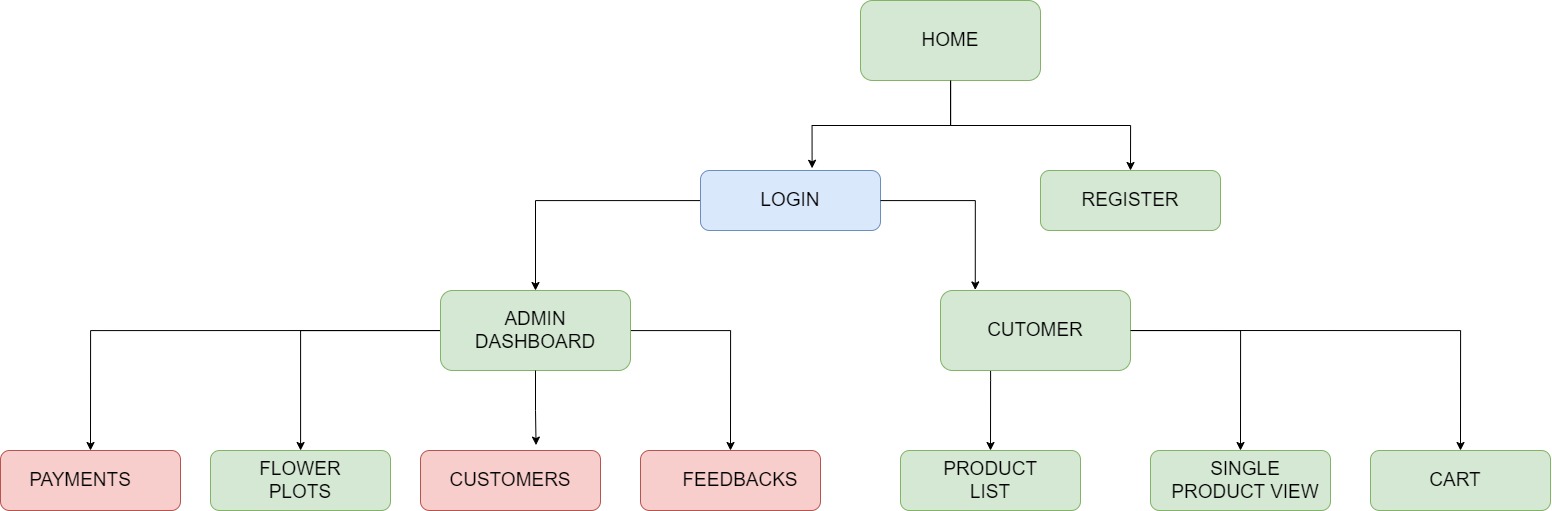 HOME
LOGIN
REGISTER
ADMIN
DASHBOARD
CUTOMER
PAYMENTS
FLOWER
PLOTS
CUSTOMERS
FEEDBACKS
PRODUCT
LIST
SINGLE
PRODUCT VIEW
CART